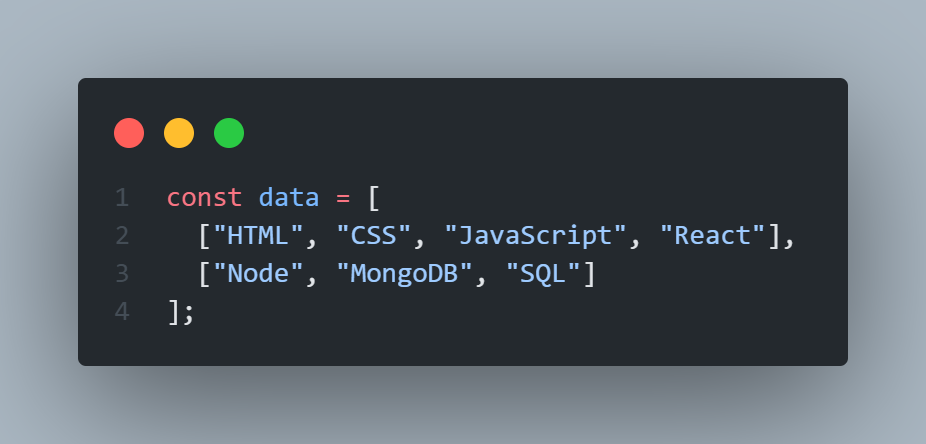 1 const data = [
2   ["HTML", "CSS", "JavaScript", "React"],
3   ["Node", "MongoDB", "SQL"]
4 ];